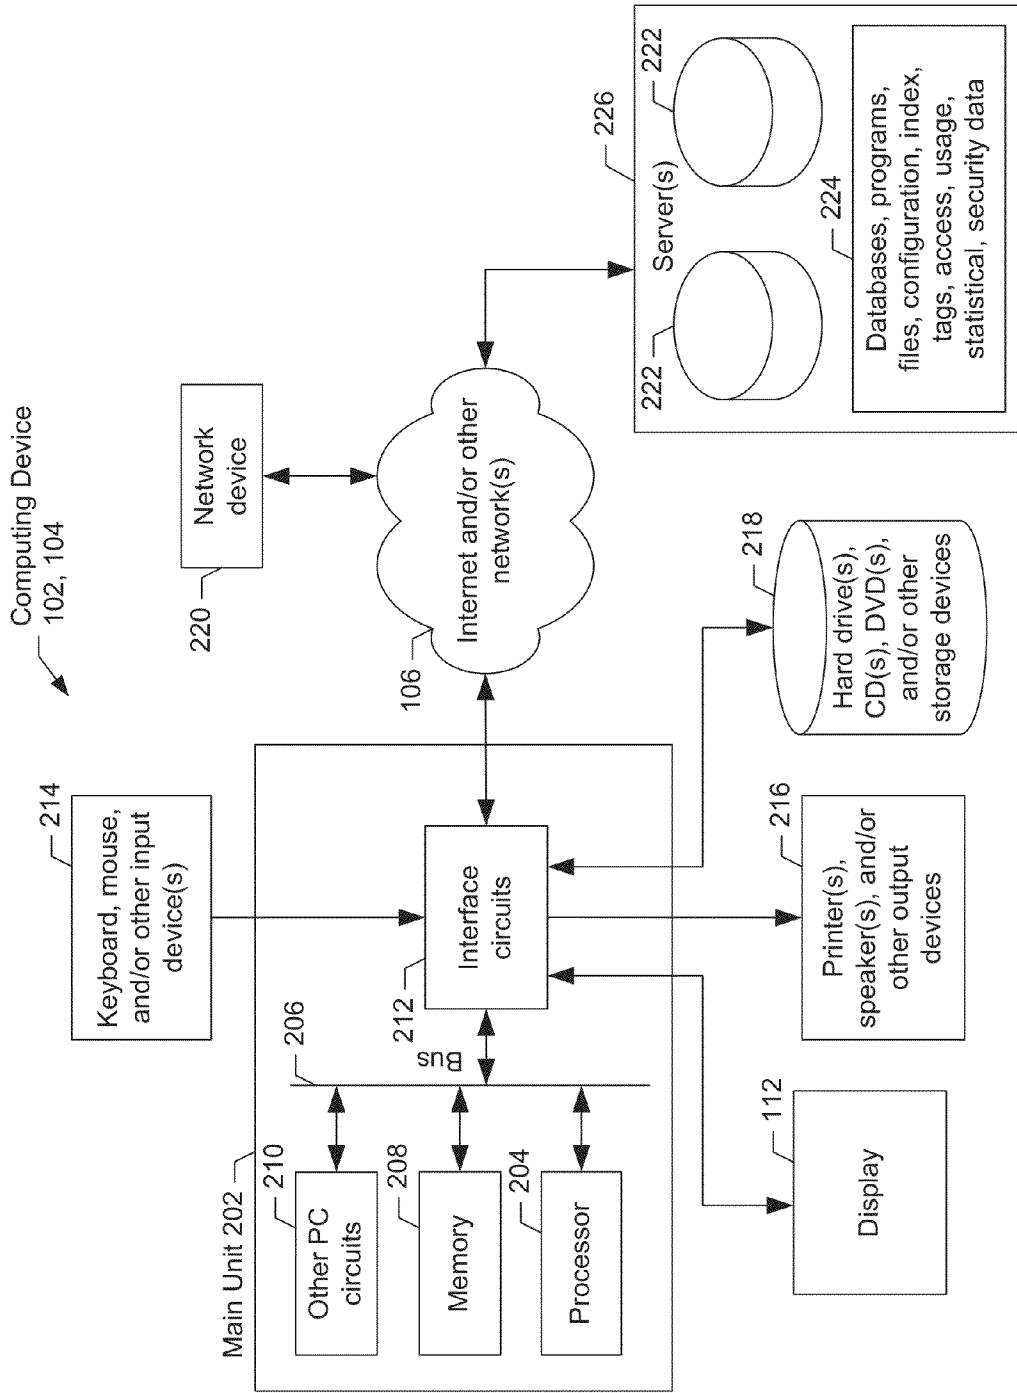 Computing Device
102, 104
214
Keyboard, mouse,
and/or other input
device(s)
220
Network
device
Main Unit 202
210
Other PC
circuits
208
Memory
204
Processor
206
Bus
212
Interface
circuits
106
Internet and/or other
network(s)
226
Server(s)
222
222
224
Databases, programs,
files, configuration, index,
tags, access, usage,
statistical, security data
112
Display
216
Printer(s),
speaker(s), and/or
other output
devices
218
Hard drive(s),
CD(s), DVD(s),
and/or other
storage devices